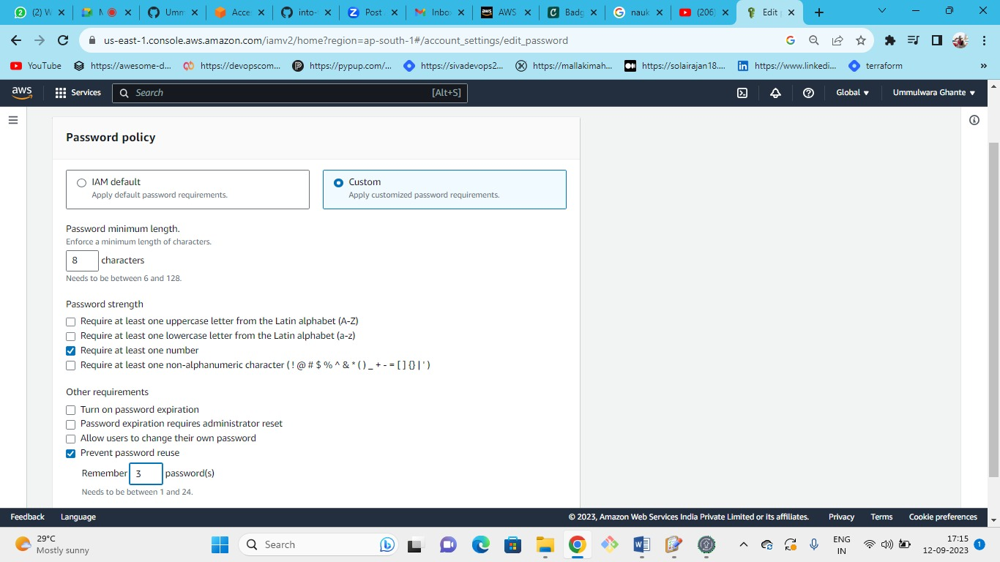 (2) W
M
Umm
Acce
into-
Post
Inbo
AWS
Badg
nauk
(206)
Edit p
us-east-1.console.aws.amazon.com/iamv2/home?region=ap-south-1#/account_settings/edit_password
YouTube
https://awesome-d...
https://devopscom...
https://pypup.com/...
https://sivadevops2...
https://mallakimah...
https://solairajan18....
https://www.linkedi...
terraform
»
aws
Services
Search
[Alt+S]
Global
Ummulwara Ghante
Password policy
IAM default
Apply default password requirements.
Custom
Apply customized password requirements.
Password minimum length.
Enforce a minimum length of characters.
8 characters
Needs to be between 6 and 128.
Password strength
Require at least one uppercase letter from the Latin alphabet (A-Z)
Require at least one lowercase letter from the Latin alphabet (a-z)
Require at least one number
Require at least one non-alphanumeric character ( ! @ # $ % ^ & * ( ) _ + - = [ ] {} | ' )
Other requirements
Turn on password expiration
Password expiration requires administrator reset
Allow users to change their own password
Prevent password reuse
Remember 3 password(s)
Needs to be between 1 and 24.
Feedback
Language
© 2023, Amazon Web Services India Private Limited or its affiliates.
Privacy
Terms
Cookie preferences
29°C
Mostly sunny
Search
ENG
IN
17:15
12-09-2023
1